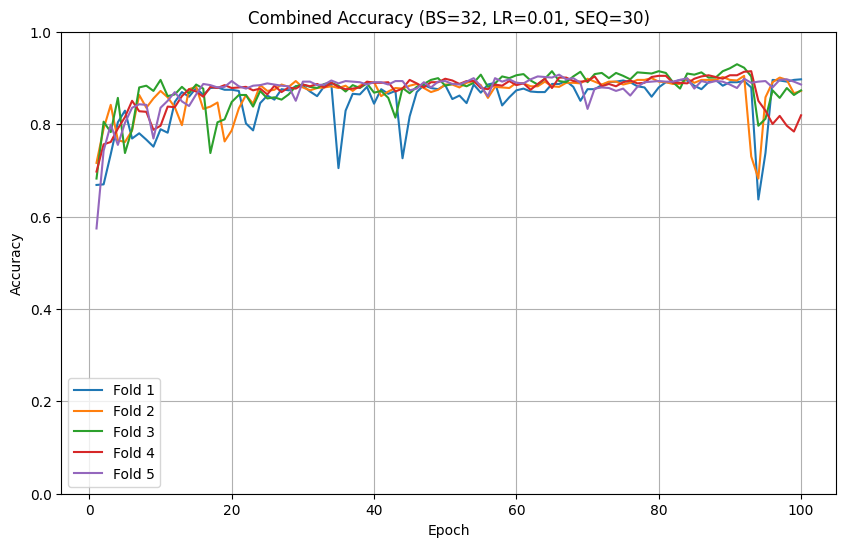 Combined Accuracy (BS=32, LR=0.01, SEQ=30)
1.0
0.8
0.6
0.4
0.2
0.0
Accuracy
Fold 1
Fold 2
Fold 3
Fold 4
Fold 5
0 20 40 60 80 100
Epoch